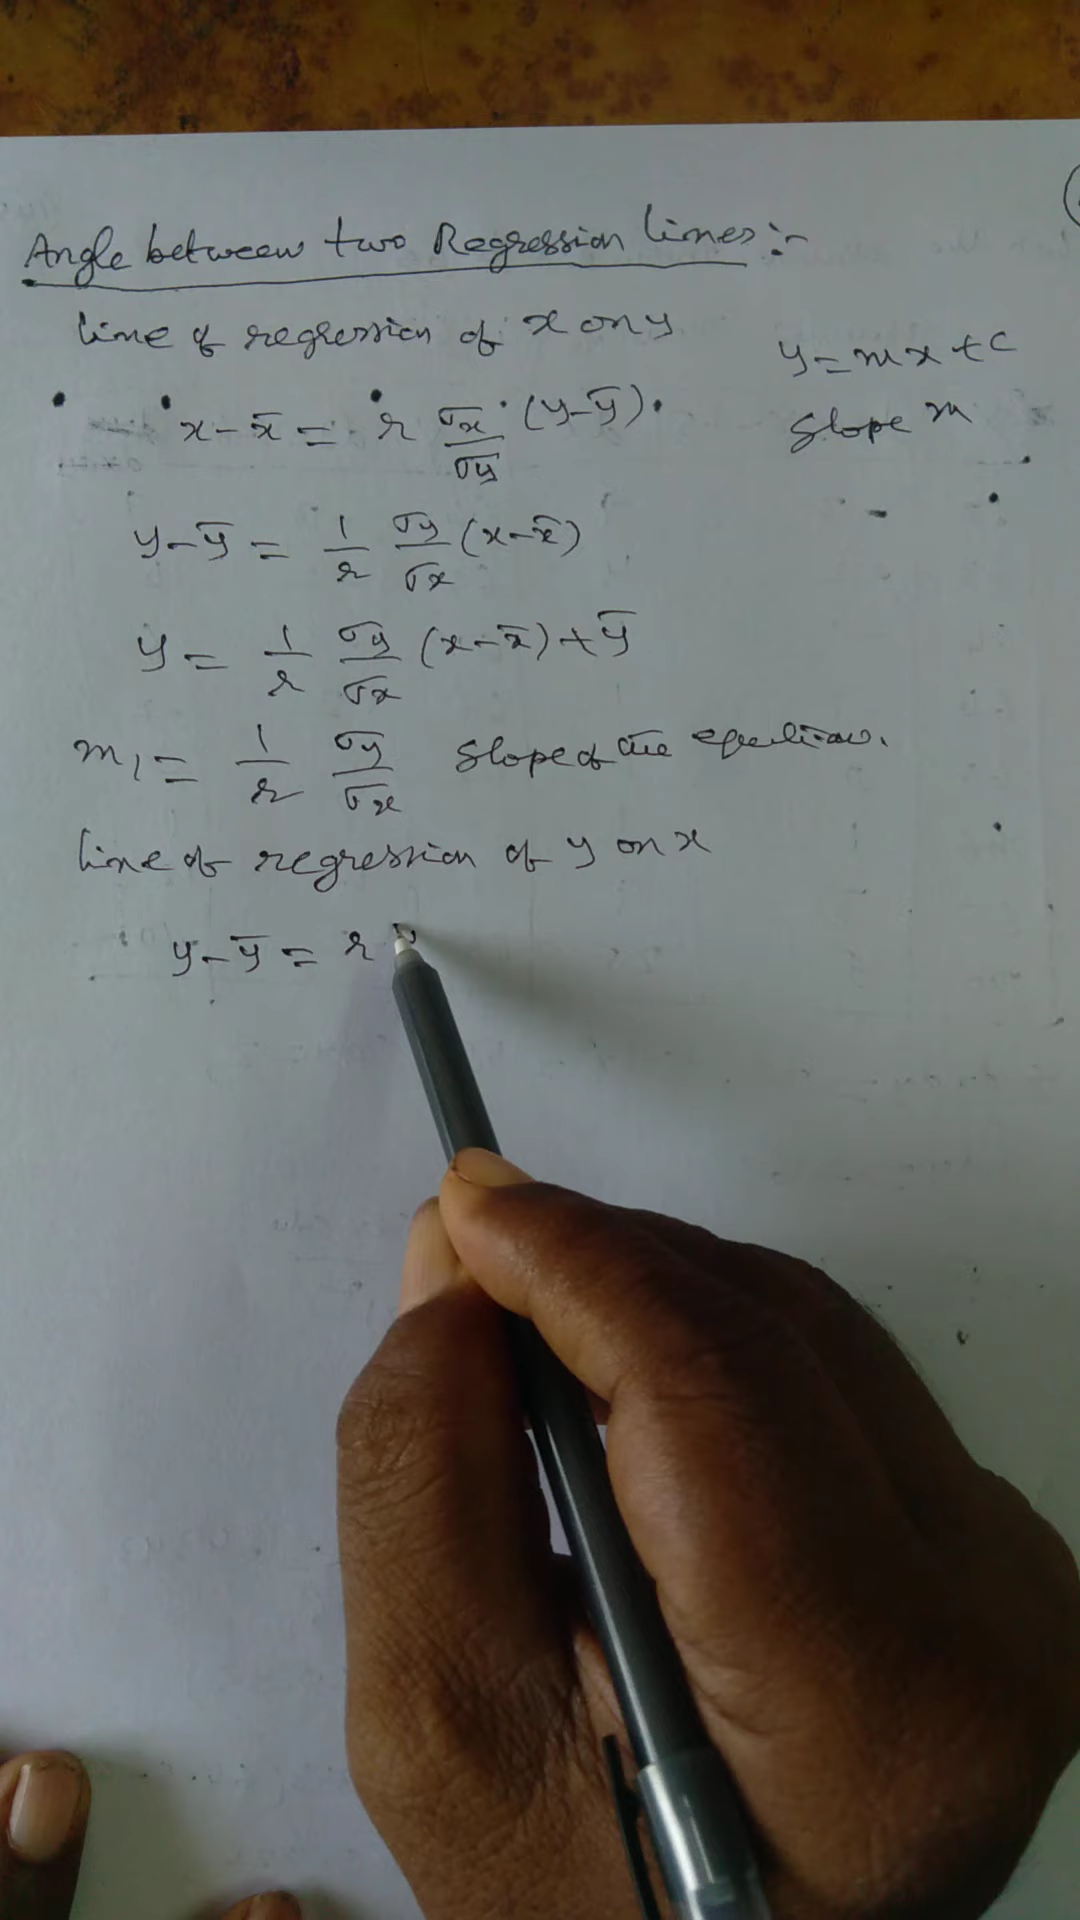 Angle between two Regression lines:-
line of regression of x on y
y = mx + c
x - x̄ = r σx/σy (y - ȳ)
slope m
y - ȳ = 1/r σy/σx (x - x̄)
y = 1/r σy/σx (x - x̄) + ȳ
m₁ = 1/r σy/σx slope of the equation.
line of regression of y on x
y - ȳ = r